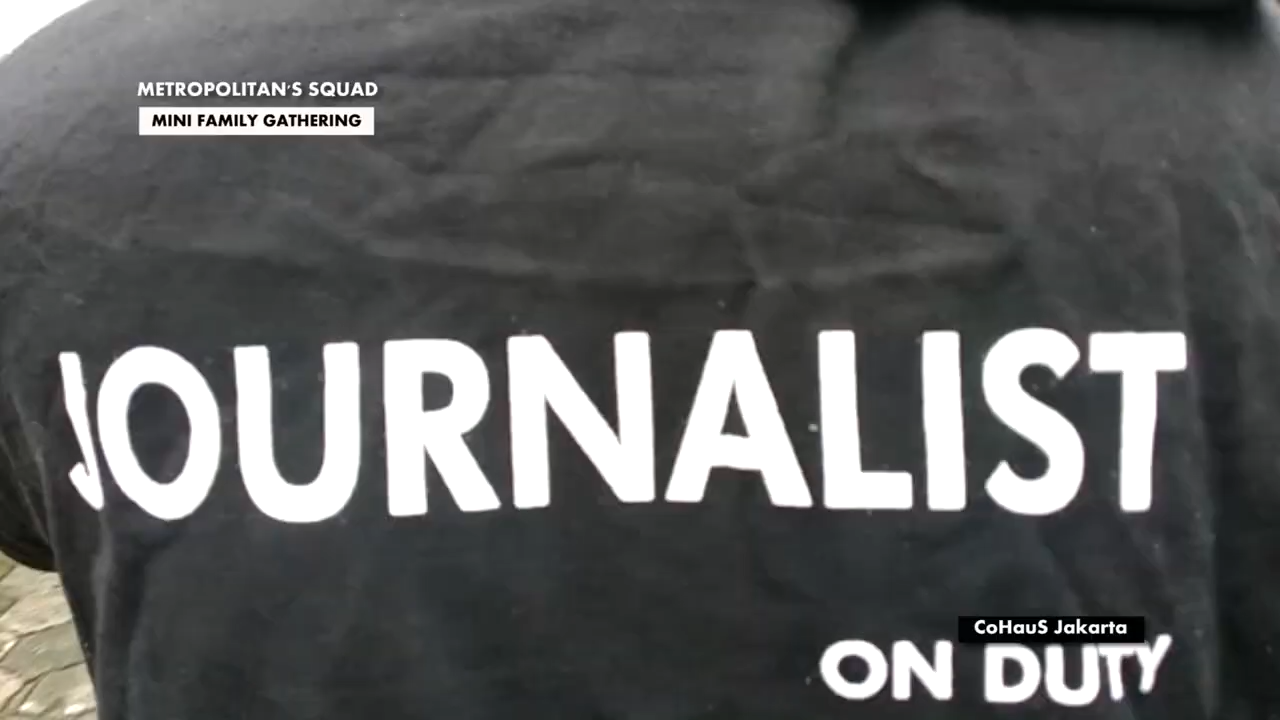 METROPOLITAN'S SQUAD
MINI FAMILY GATHERING
JOURNALIST
CoHauS Jakarta
ON DUTY